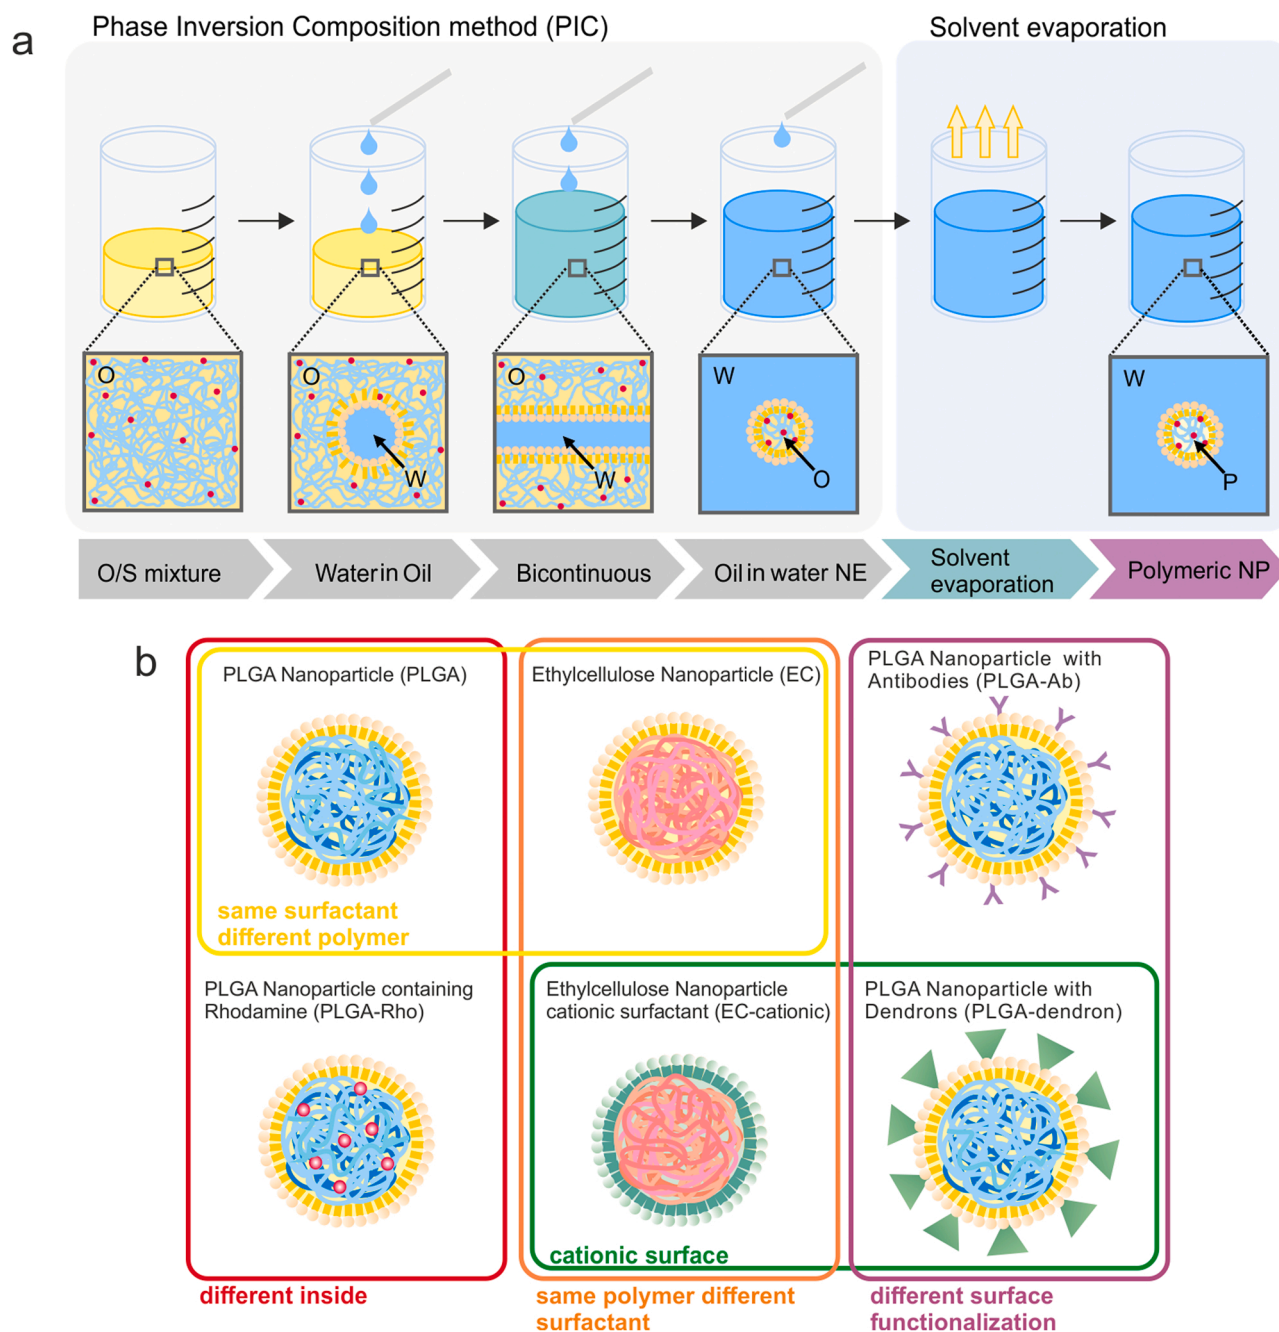 a
Phase Inversion Composition method (PIC)
Solvent evaporation
O
O
W
O
W
W
O
W
P
O/S mixture
Water in Oil
Bicontinuous
Oil in water NE
Solvent
evaporation
Polymeric NP
b
PLGA Nanoparticle (PLGA)
Ethylcellulose Nanoparticle (EC)
PLGA Nanoparticle with
Antibodies (PLGA-Ab)
same surfactant
different polymer
PLGA Nanoparticle containing
Rhodamine (PLGA-Rho)
Ethylcellulose Nanoparticle
cationic surfactant (EC-cationic)
PLGA Nanoparticle with
Dendrons (PLGA-dendron)
cationic surface
different inside
same polymer different
surfactant
different surface
functionalization